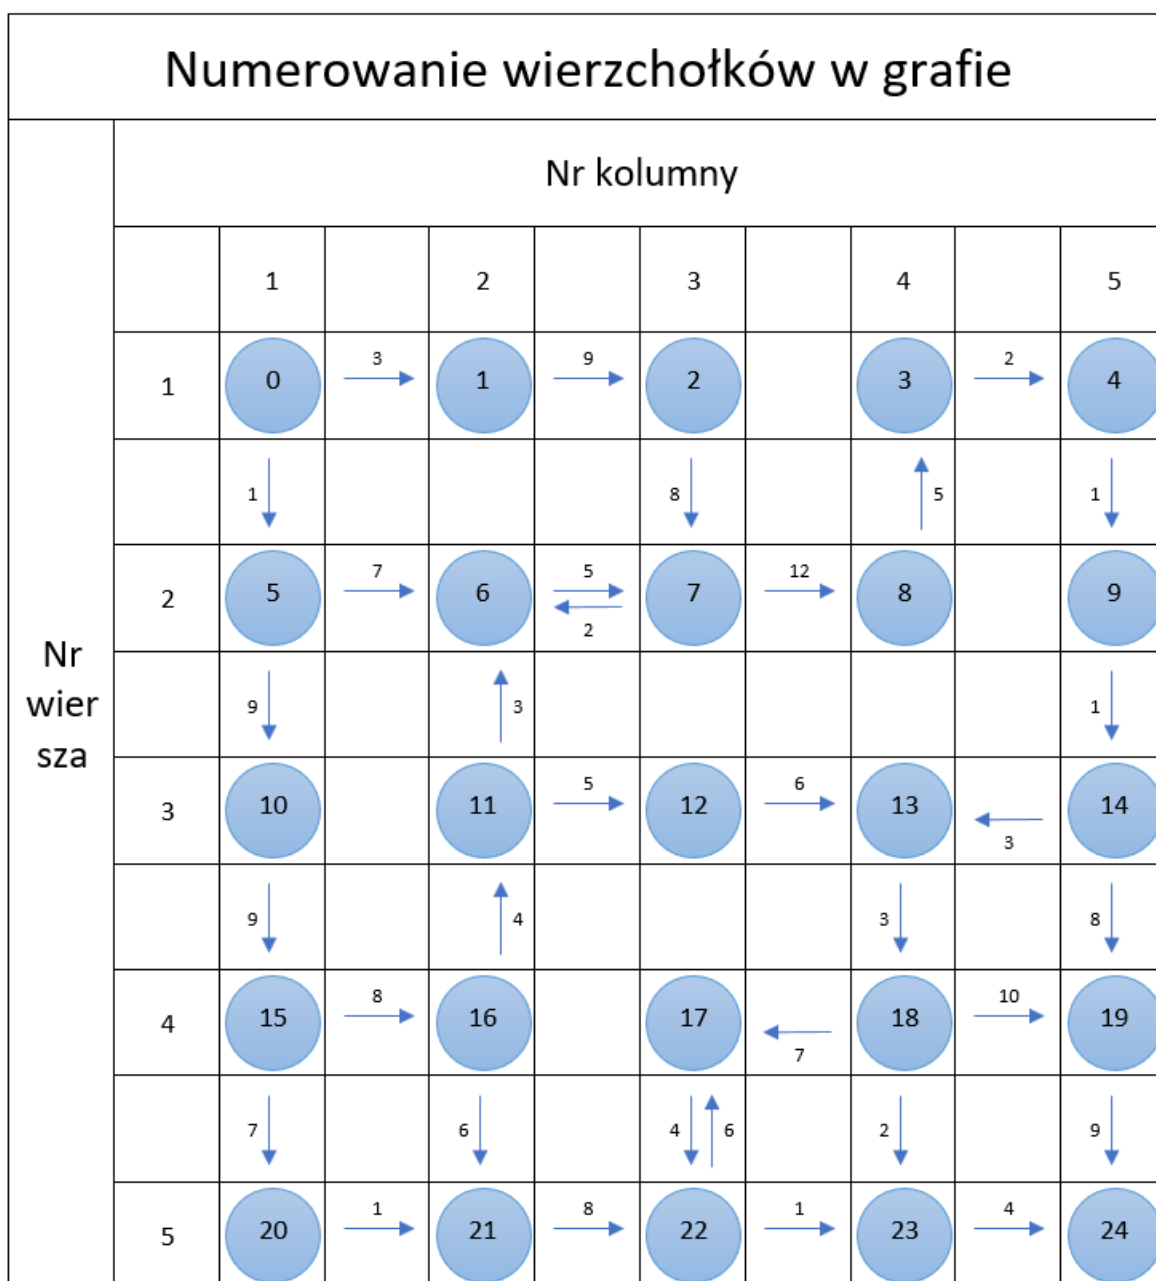 Numerowanie wierzchołków w grafie
Nr kolumny
1 2 3 4 5
Nr
wier
sza
1 0 3 1 9 2 3 2 4
1 8 5 1
2 5 7 6 5 2 7 12 8 9
9 3 1
3 10 11 5 12 6 13 3 14
9 4 3 8
4 15 8 16 17 7 18 10 19
7 6 4 6 2 9
5 20 1 21 8 22 1 23 4 24